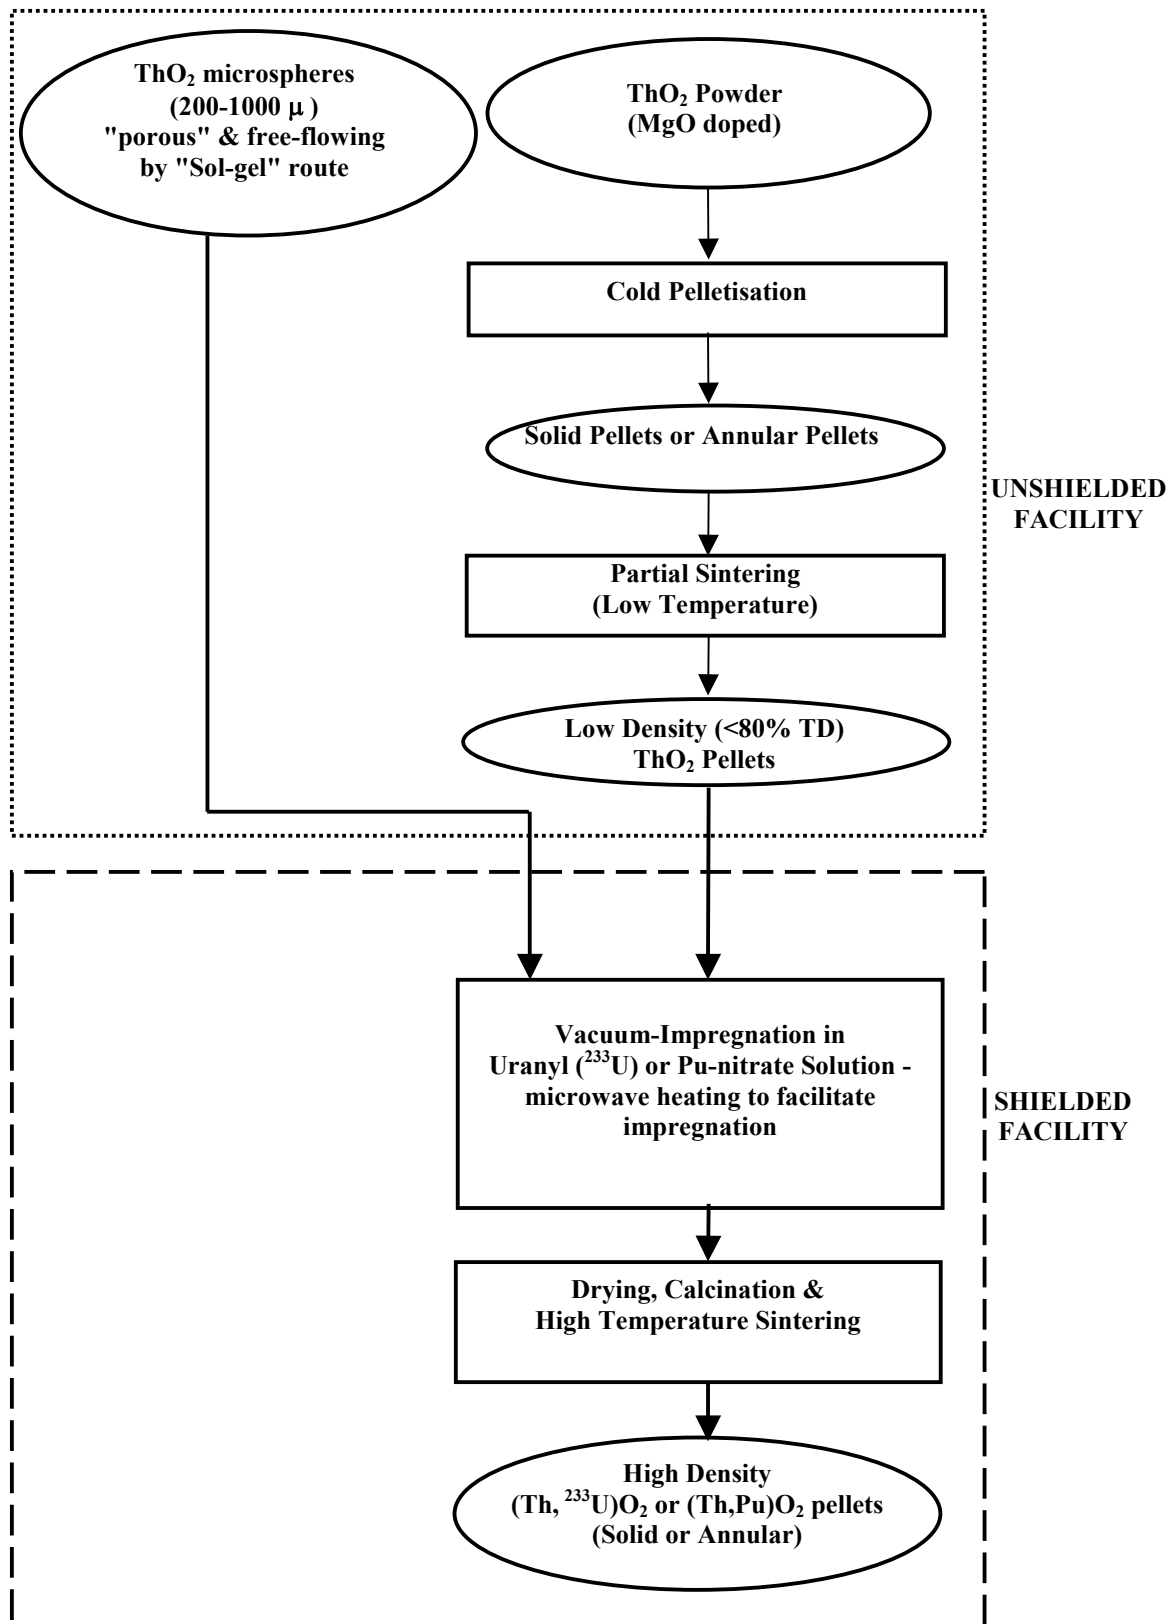 ThO₂ microspheres
(200-1000 μ )
"porous" & free-flowing
by "Sol-gel" route
ThO₂ Powder
(MgO doped)
Cold Pelletisation
Solid Pellets or Annular Pellets
UNSHIELDED
FACILITY
Partial Sintering
(Low Temperature)
Low Density (<80% TD)
ThO₂ Pellets
Vacuum-Impregnation in
Uranyl (²³³U) or Pu-nitrate Solution -
microwave heating to facilitate
impregnation
SHIELDED
FACILITY
Drying, Calcination &
High Temperature Sintering
High Density
(Th, ²³³U)O₂ or (Th,Pu)O₂ pellets
(Solid or Annular)